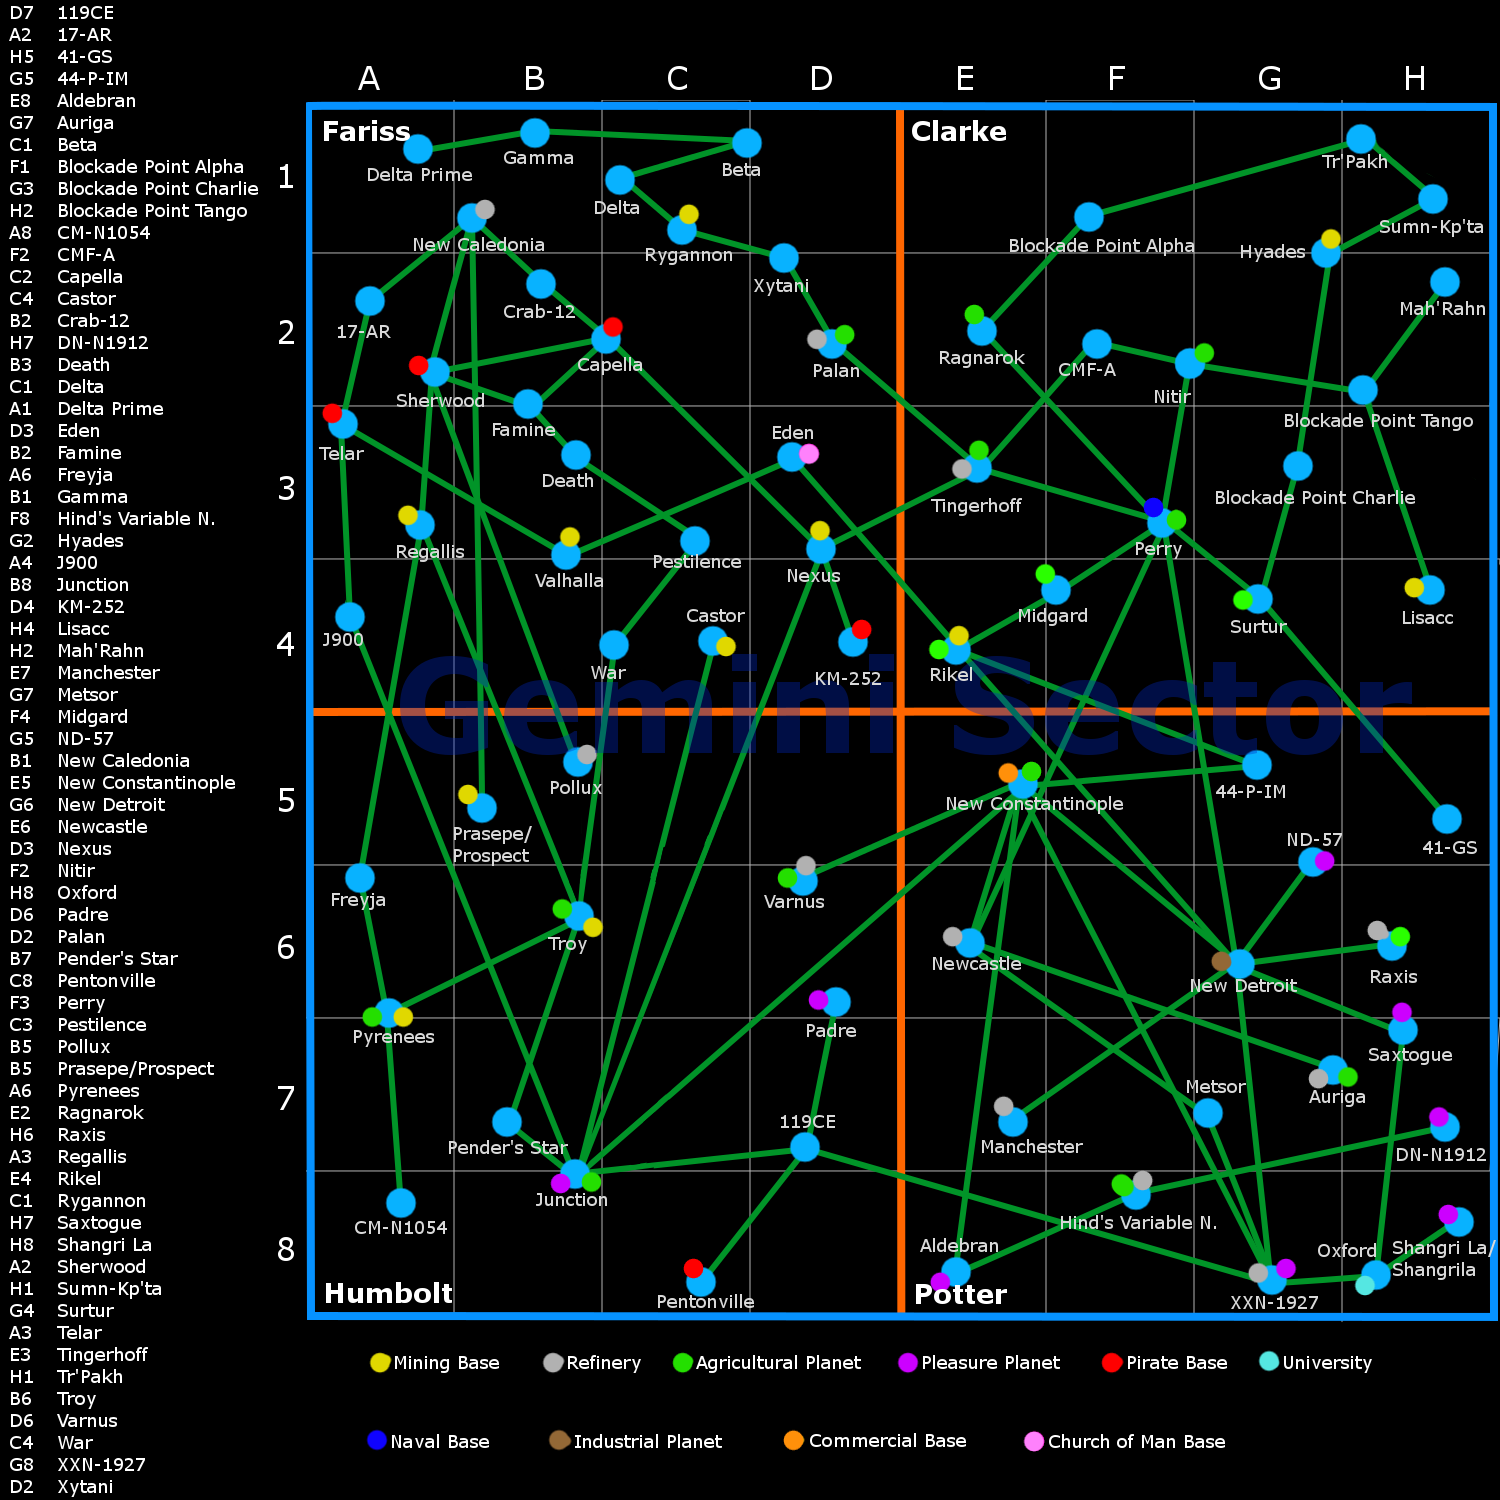 D7 119CE
A2 17-AR
H5 41-GS
G5 44-P-IM
E8 Aldebran
G7 Auriga
C1 Beta
F1 Blockade Point Alpha
G3 Blockade Point Charlie
H2 Blockade Point Tango
A8 CM-N1054
F2 CMF-A
C2 Capella
C4 Castor
B2 Crab-12
H7 DN-N1912
B3 Death
C1 Delta
A1 Delta Prime
D3 Eden
B2 Famine
A6 Freyja
B1 Gamma
F8 Hind's Variable N.
G2 Hyades
A4 J900
B8 Junction
D4 KM-252
H4 Lisacc
H2 Mah'Rahn
E7 Manchester
G7 Metsor
F4 Midgard
G5 ND-57
B1 New Caledonia
E5 New Constantinople
G6 New Detroit
E6 Newcastle
D3 Nexus
F2 Nitir
H8 Oxford
D6 Padre
D2 Palan
B7 Pender's Star
C8 Pentonville
F3 Perry
C3 Pestilence
B5 Pollux
B5 Prasepe/Prospect
A6 Pyrenees
E2 Ragnarok
H6 Raxis
A3 Regallis
E4 Rikel
C1 Rygannon
H7 Saxtogue
H8 Shangri La
A2 Sherwood
H1 Sumn-Kp'ta
G4 Surtur
A3 Telar
E3 Tingerhoff
H1 Tr'Pakh
B6 Troy
D6 Varnus
C4 War
G8 XXN-1927
D2 Xytani
A B C D E F G H
1
2
3
4
5
6
7
8
Fariss
Clarke
Gamma
Delta Prime
Beta
Tr'Pakh
Delta
Sumn-Kp'ta
New Caledonia
Rygannon
Blockade Point Alpha
Hyades
Xytani
Mah'Rahn
Crab-12
17-AR
Ragnarok
Capella
Palan
CMF-A
Nitir
Sherwood
Famine
Blockade Point Tango
Eden
Telar
Death
Blockade Point Charlie
Tingerhoff
Regallis
Pestilence
Perry
Valhalla
Nexus
Castor
Midgard
Lisacc
Surtur
J900
War
KM-252
Rikel
Gemini Sector
Pollux
44-P-IM
New Constantinople
Prasepe/
Prospect
ND-57
41-GS
Freyja
Varnus
Troy
Newcastle
Raxis
New Detroit
Padre
Pyrenees
Saxtogue
Metsor
Auriga
119CE
Pender's Star
Manchester
DN-N1912
Junction
CM-N1054
Hind's Variable N.
Aldebran
Oxford
Shangri La/
Shangrila
Humbolt
Potter
Pentonville
XXN-1927
Mining Base
Refinery
Agricultural Planet
Pleasure Planet
Pirate Base
University
Naval Base
Industrial Planet
Commercial Base
Church of Man Base